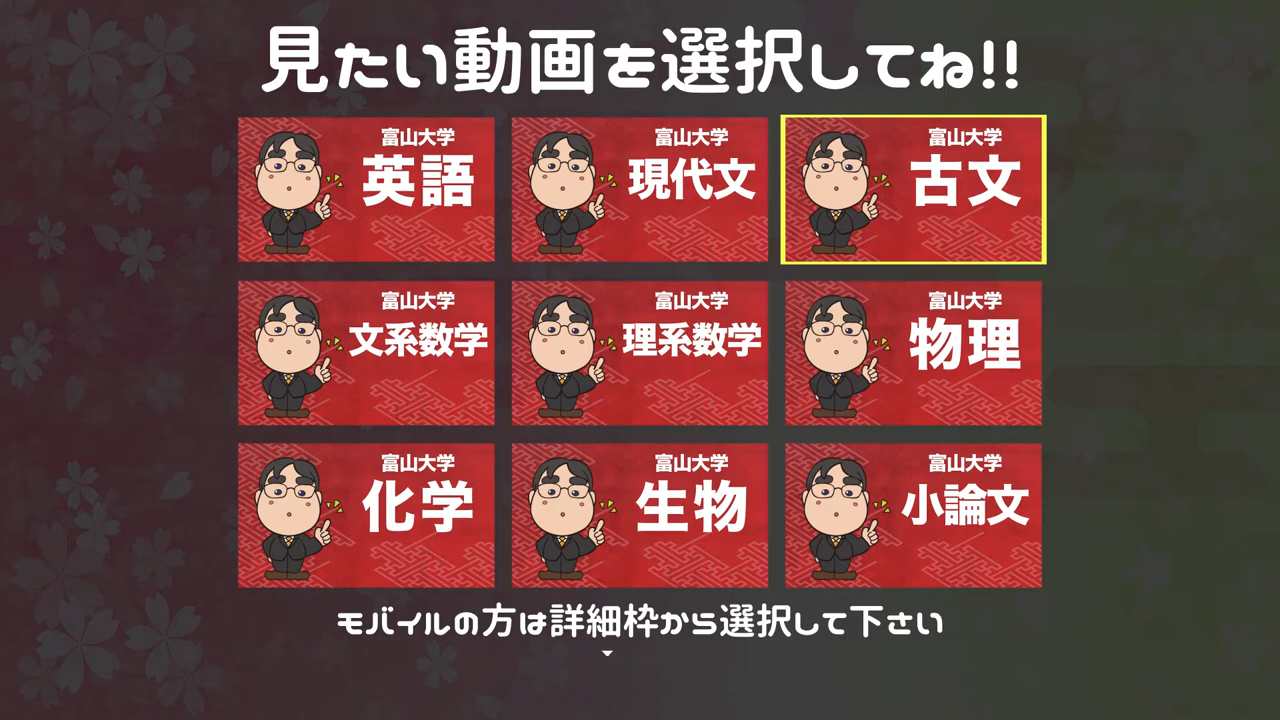 見たい動画を選択してね!!
富山大学
英語
富山大学
現代文
富山大学
古文
富山大学
文系数学
富山大学
理系数学
富山大学
物理
富山大学
化学
富山大学
生物
富山大学
小論文
モバイルの方は詳細枠から選択して下さい